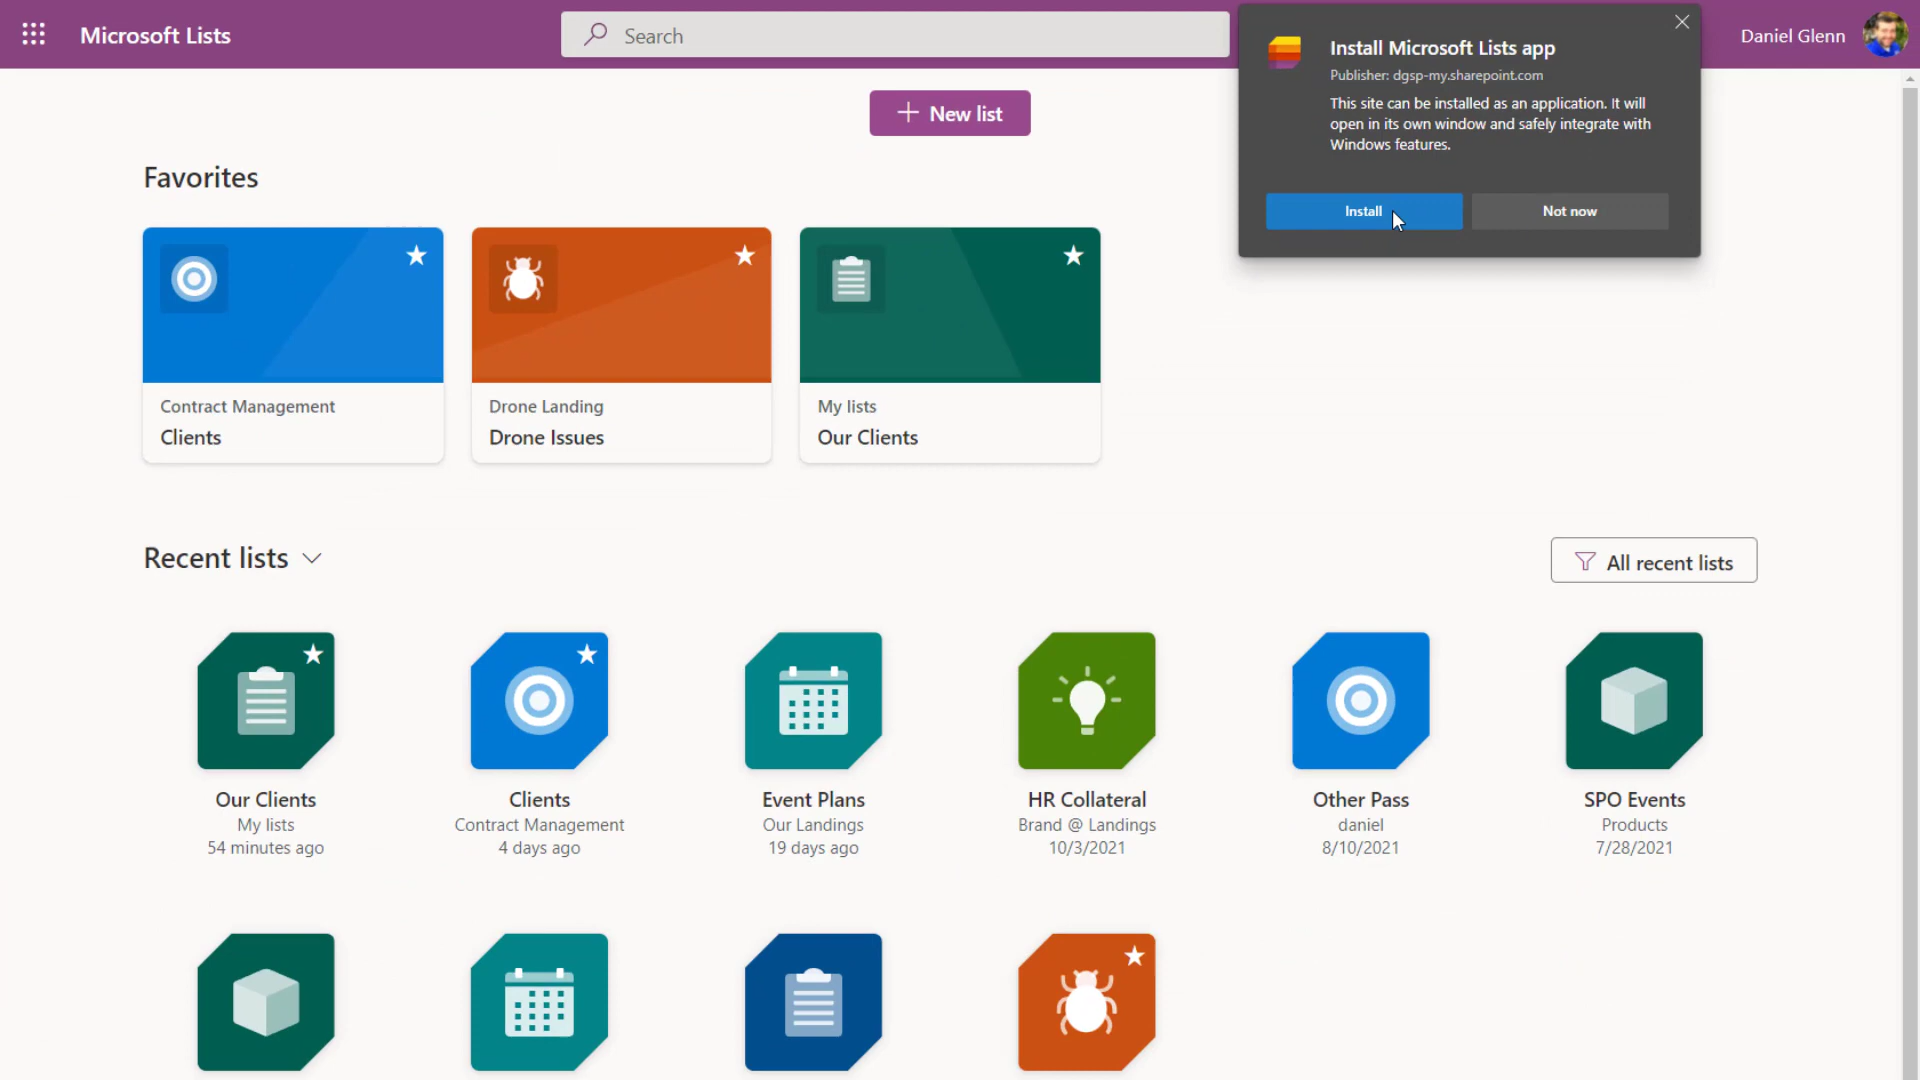 Microsoft Lists
Search
Install Microsoft Lists app
Publisher: dgsp-my.sharepoint.com
This site can be installed as an application. It will
open in its own window and safely integrate with
Windows features.
Install
Not now
Daniel Glenn
New list
Favorites
Contract Management
Clients
Drone Landing
Drone Issues
My lists
Our Clients
Recent lists
All recent lists
Our Clients
My lists
54 minutes ago
Clients
Contract Management
4 days ago
Event Plans
Our Landings
19 days ago
HR Collateral
Brand @ Landings
10/3/2021
Other Pass
daniel
8/10/2021
SPO Events
Products
7/28/2021